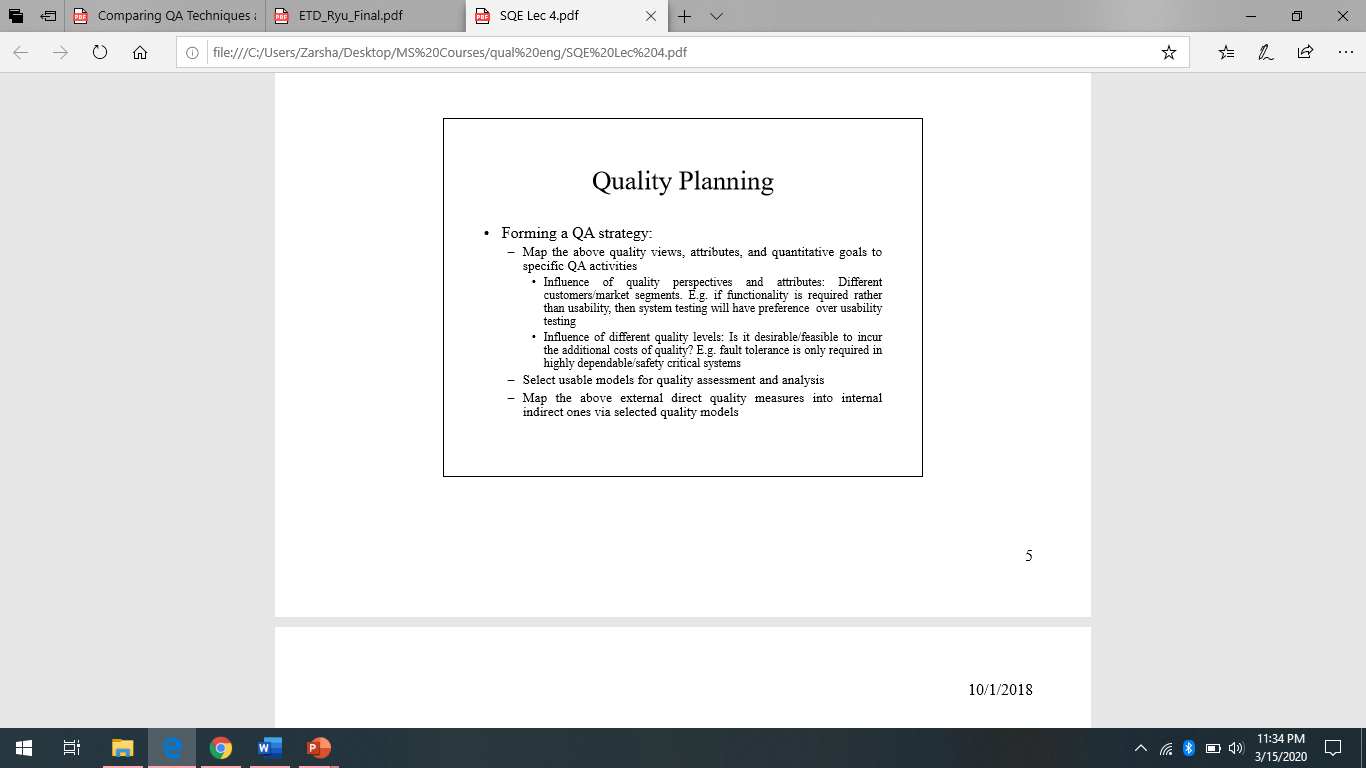 Comparing QA Techniques a
ETD_Ryu_Final.pdf
SQE Lec 4.pdf
file:///C:/Users/Zarsha/Desktop/MS%20Courses/qual%20eng/SQE%20Lec%204.pdf
Quality Planning
• Forming a QA strategy:
– Map the above quality views, attributes, and quantitative goals to
specific QA activities
• Influence of quality perspectives and attributes: Different
customers/market segments. E.g. if functionality is required rather
than usability, then system testing will have preference over usability
testing
• Influence of different quality levels: Is it desirable/feasible to incur
the additional costs of quality? E.g. fault tolerance is only required in
highly dependable/safety critical systems
– Select usable models for quality assessment and analysis
– Map the above external direct quality measures into internal
indirect ones via selected quality models
5
10/1/2018
11:34 PM
3/15/2020